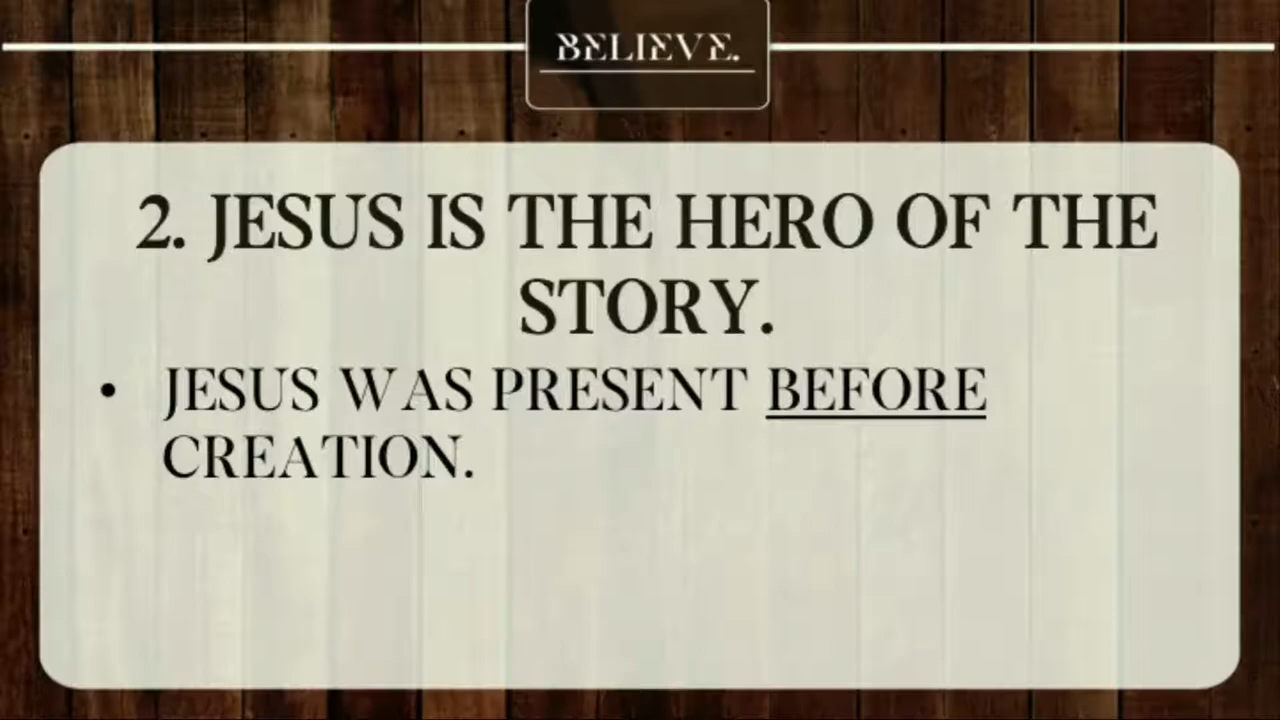 BELIEVE.
2. JESUS IS THE HERO OF THE
STORY.
• JESUS WAS PRESENT BEFORE
CREATION.